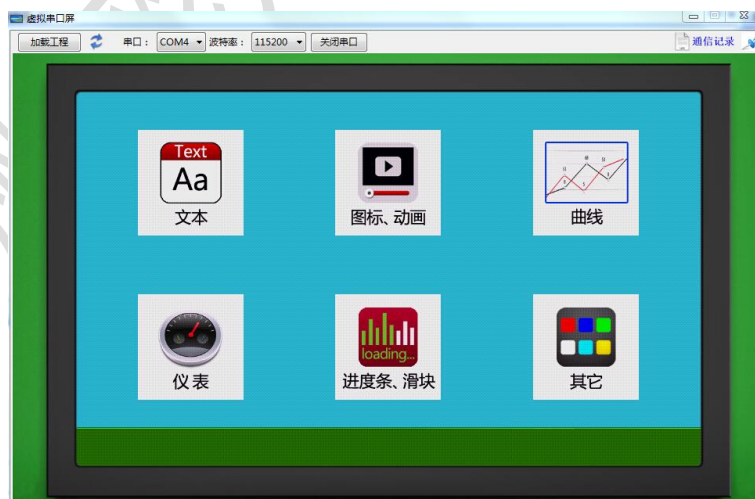 虚拟串口屏
加载工程 串口： COM4 波特率： 115200 关闭串口 通信记录
Text
Aa
文本
图标、动画
曲线
仪表
loading...
进度条、滑块
其它